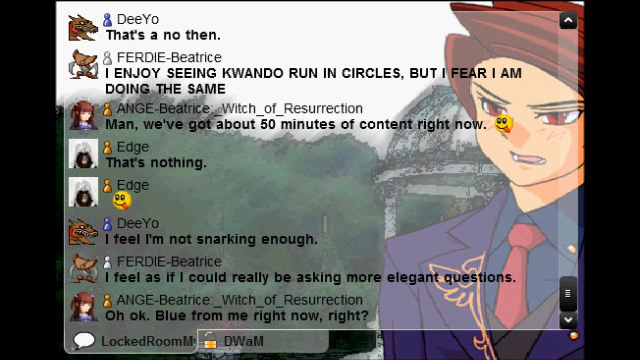 DeeYo
That's a no then.
FERDIE-Beatrice
I ENJOY SEEING KWANDO RUN IN CIRCLES, BUT I FEAR I AM
DOING THE SAME
ANGE-Beatrice:_Witch_of_Resurrection
Man, we've got about 50 minutes of content right now.
Edge
That's nothing.
Edge
DeeYo
I feel I'm not snarking enough.
FERDIE-Beatrice
I feel as if I could really be asking more elegant questions.
ANGE-Beatrice:_Witch_of_Resurrection
Oh ok. Blue from me right now, right?
LockedRoomM DWaM